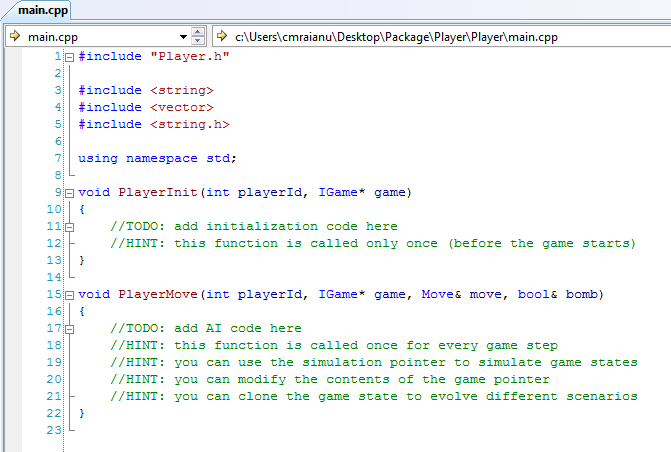 main.cpp
main.cpp c:\Users\cmraianu\Desktop\Package\Player\Player\main.cpp
1 #include "Player.h"
2
3 #include <string>
4 #include <vector>
5 #include <string.h>
6
7 using namespace std;
8
9 void PlayerInit(int playerId, IGame* game)
10 {
11     //TODO: add initialization code here
12     //HINT: this function is called only once (before the game starts)
13 }
14
15 void PlayerMove(int playerId, IGame* game, Move& move, bool& bomb)
16 {
17     //TODO: add AI code here
18     //HINT: this function is called once for every game step
19     //HINT: you can use the simulation pointer to simulate game states
20     //HINT: you can modify the contents of the game pointer
21     //HINT: you can clone the game state to evolve different scenarios
22 }
23